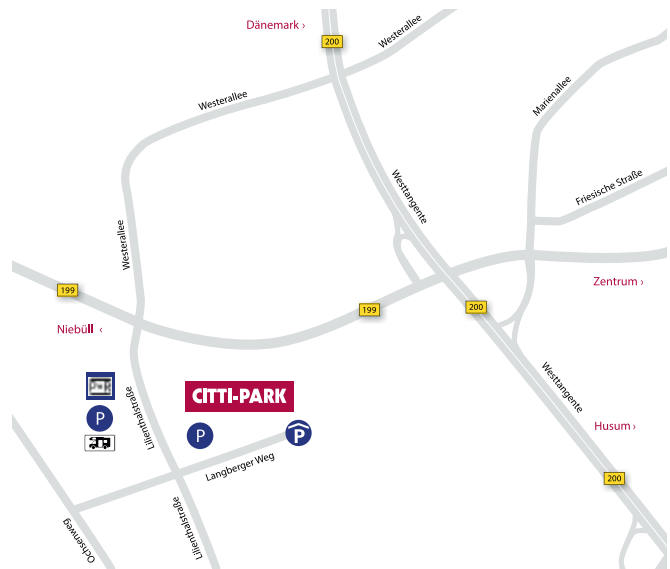 Dänemark ›
Westerallee
200
Westerallee
Marienallee
Westtangente
Friesische Straße
Westerallee
Zentrum ›
199
200
199
Niebüll ‹
Westtangente
CITTI-PARK
P
Lilienthalstraße
P
P
Husum ›
Langberger Weg
200
Lilienthalstraße
Ochsenweg